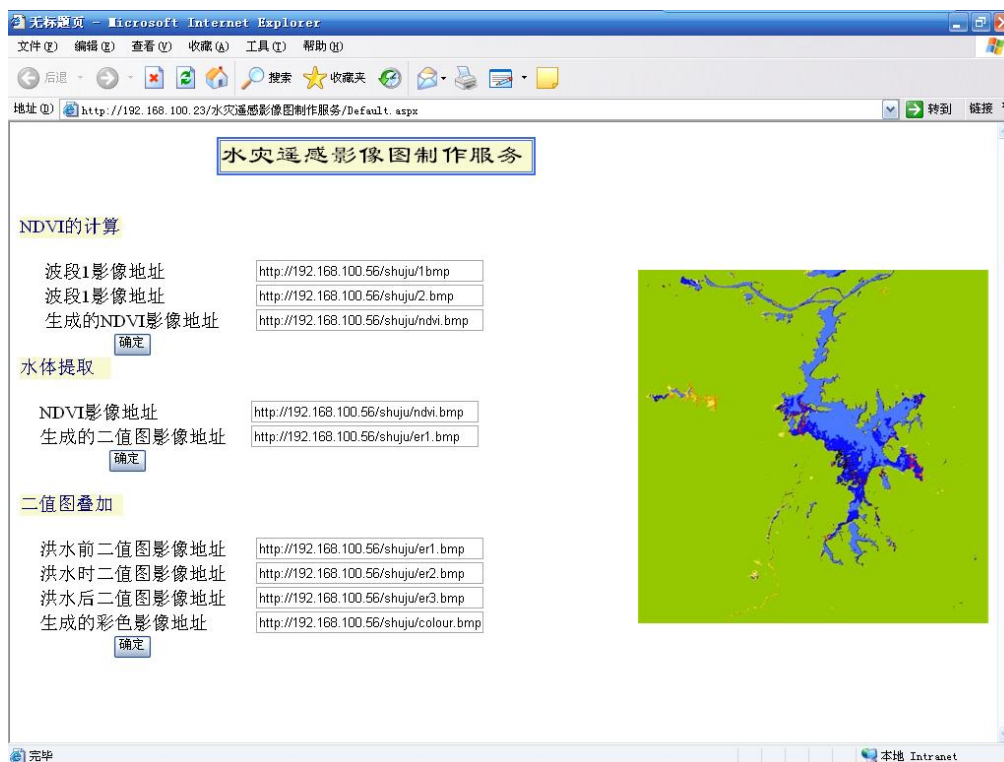 无标题页 - Microsoft Internet Explorer
文件(F) 编辑(E) 查看(V) 收藏(A) 工具(T) 帮助(H)
后退 搜索 收藏夹
地址(D) http://192.168.100.23/水灾遥感影像图制作服务/Default.aspx 转到 链接
水灾遥感影像图制作服务
NDVI的计算
波段1影像地址 http://192.168.100.56/shuju/1bmp
波段1影像地址 http://192.168.100.56/shuju/2.bmp
生成的NDVI影像地址 http://192.168.100.56/shuju/ndvi.bmp
确定
水体提取
NDVI影像地址 http://192.168.100.56/shuju/ndvi.bmp
生成的二值图影像地址 http://192.168.100.56/shuju/er1.bmp
确定
二值图叠加
洪水前二值图影像地址 http://192.168.100.56/shuju/er1.bmp
洪水时二值图影像地址 http://192.168.100.56/shuju/er2.bmp
洪水后二值图影像地址 http://192.168.100.56/shuju/er3.bmp
生成的彩色影像地址 http://192.168.100.56/shuju/colour.bmp
确定
完毕 本地 Intranet